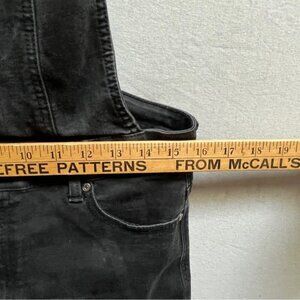 10 11 12 13 14 15 16 17 18 19
EFREE PATTERNS FROM McCALL'S